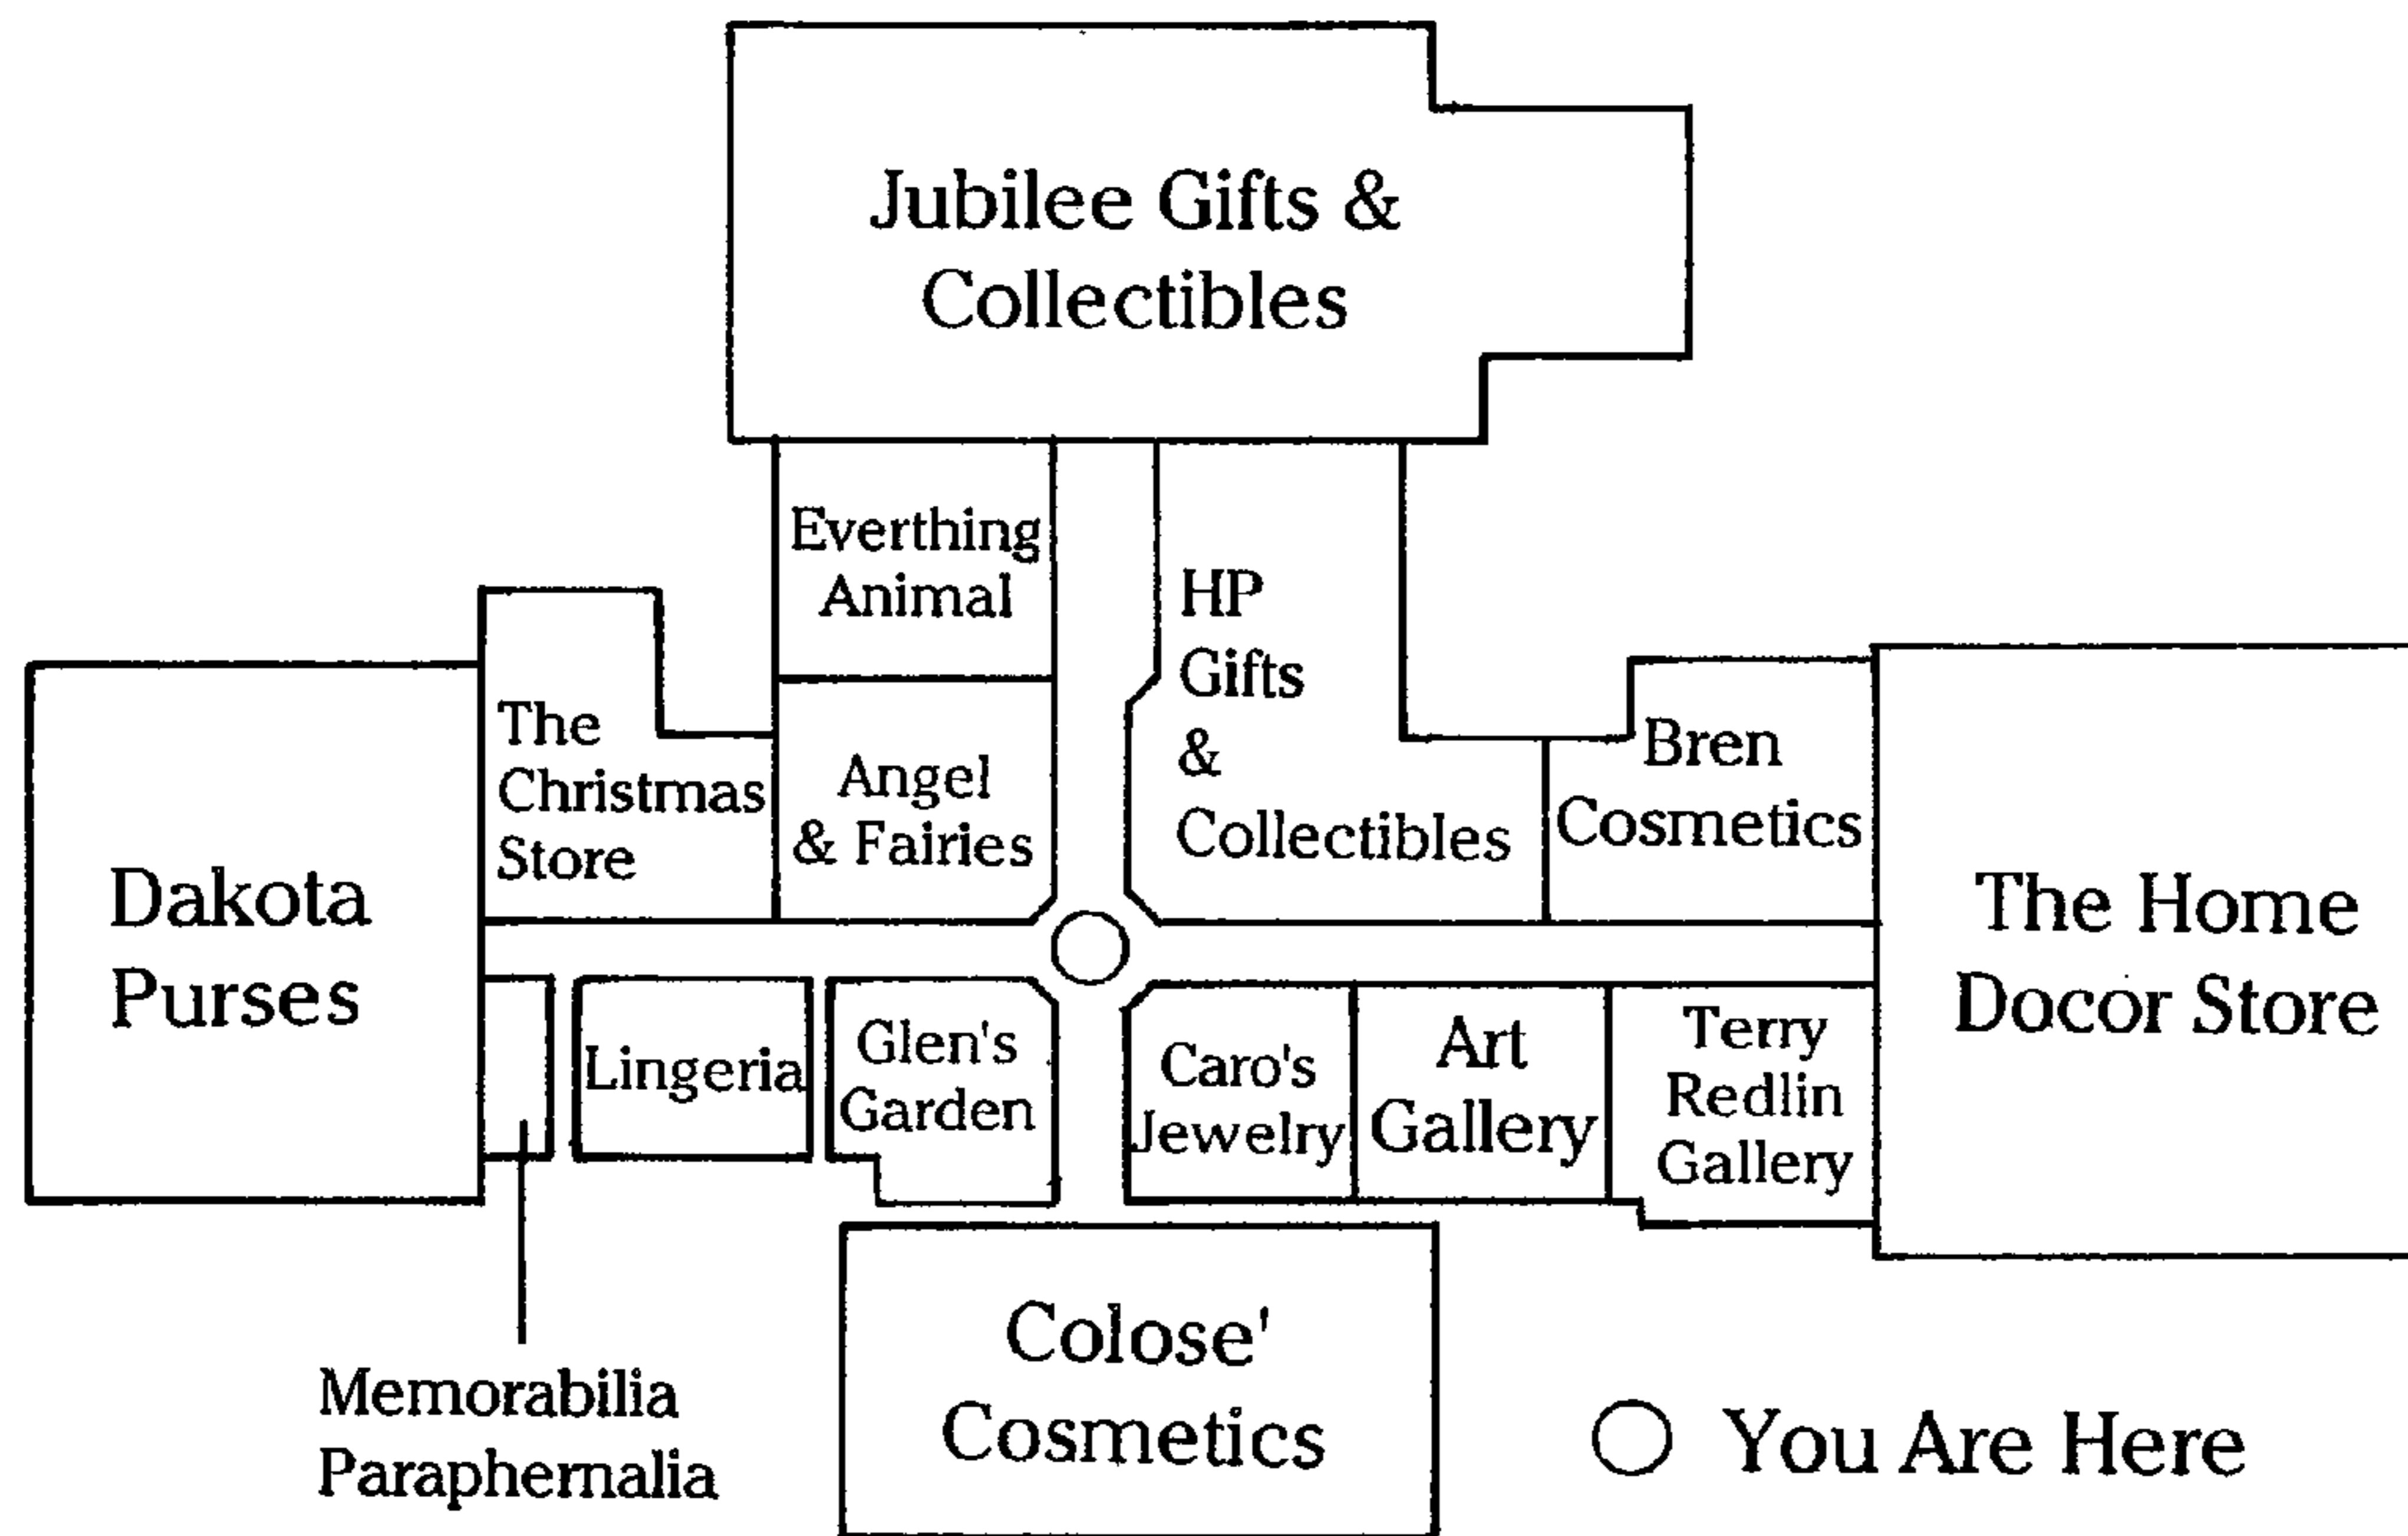 Jubilee Gifts &
Collectibles
Everthing
Animal
HP
Gifts
&
Collectibles
The
Christmas
Store
Angel
& Fairies
Bren
Cosmetics
Dakota
Purses
The Home
Docor Store
Lingeria
Glen's
Garden
Caro's
Jewelry
Art
Gallery
Terry
Redlin
Gallery
Memorabilia
Paraphernalia
Colose'
Cosmetics
You Are Here